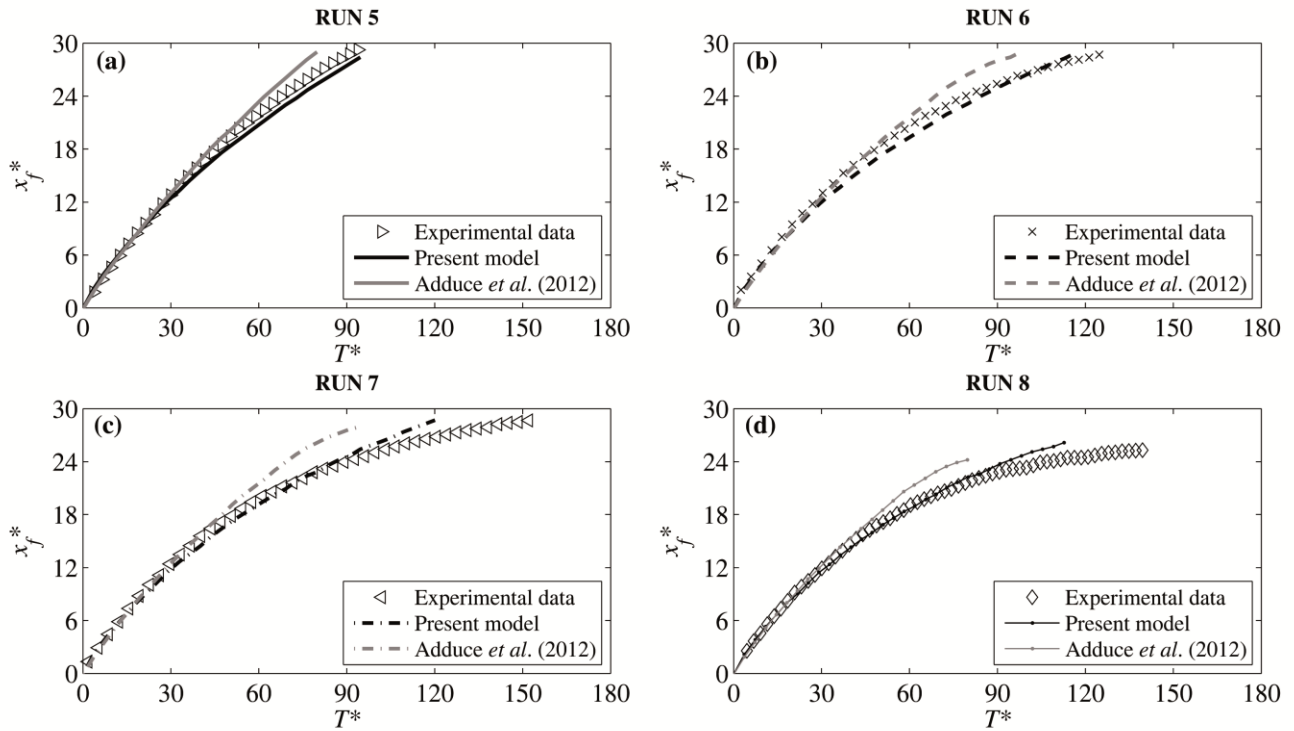 RUN 5
(a)
30
24
18
12
6
0
x_f*
0 30 60 90 120 150 180
T*
Experimental data
Present model
Adduce et al. (2012)
RUN 6
(b)
30
24
18
12
6
0
x_f*
0 30 60 90 120 150 180
T*
Experimental data
Present model
Adduce et al. (2012)
RUN 7
(c)
30
24
18
12
6
0
x_f*
0 30 60 90 120 150 180
T*
Experimental data
Present model
Adduce et al. (2012)
RUN 8
(d)
30
24
18
12
6
0
x_f*
0 30 60 90 120 150 180
T*
Experimental data
Present model
Adduce et al. (2012)